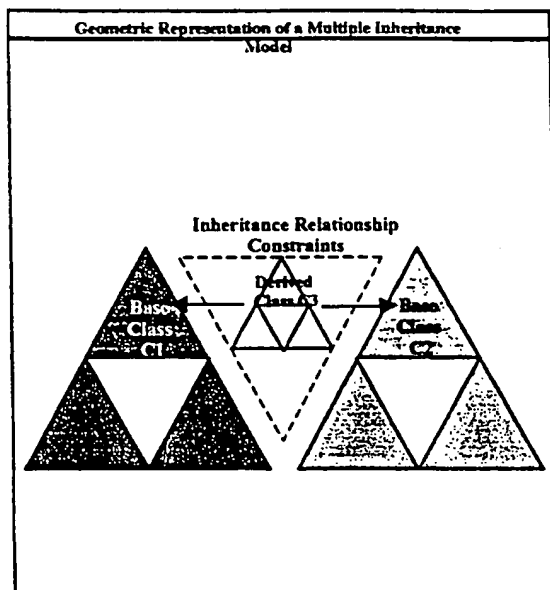 Geometric Representation of a Multiple Inheritance
Model
Inheritance Relationship
Constraints
Derived
Class C3
Base
Class
C1
Base
Class
C2